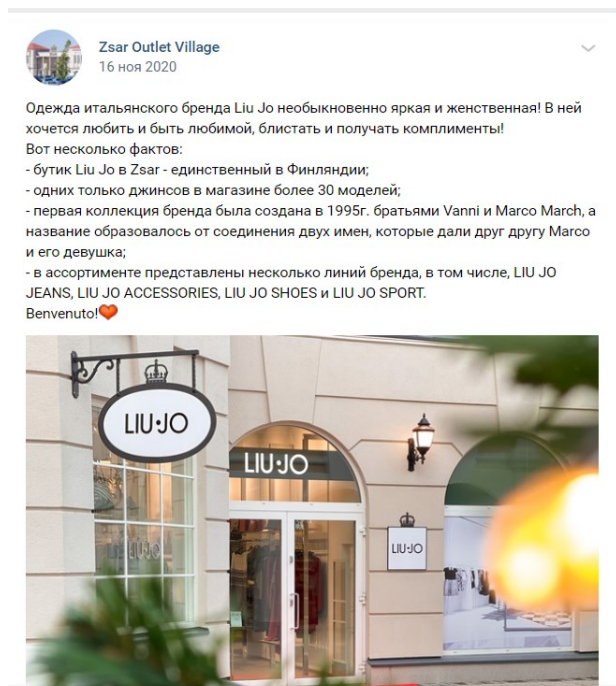 Zsar Outlet Village
16 ноя 2020
Одежда итальянского бренда Liu Jo необыкновенно яркая и женственная! В ней
хочется любить и быть любимой, блистать и получать комплименты!
Вот несколько фактов:
- бутик Liu Jo в Zsar - единственный в Финляндии;
- одних только джинсов в магазине более 30 моделей;
- первая коллекция бренда была создана в 1995г. братьями Vanni и Marco March, а
название образовалось от соединения двух имен, которые дали друг другу Marco
и его девушка;
- в ассортименте представлены несколько линий бренда, в том числе, LIU JO
JEANS, LIU JO ACCESSORIES, LIU JO SHOES и LIU JO SPORT.
Benvenuto!
LIU·JO
LIU·JO
LIU·JO
LIU·JO